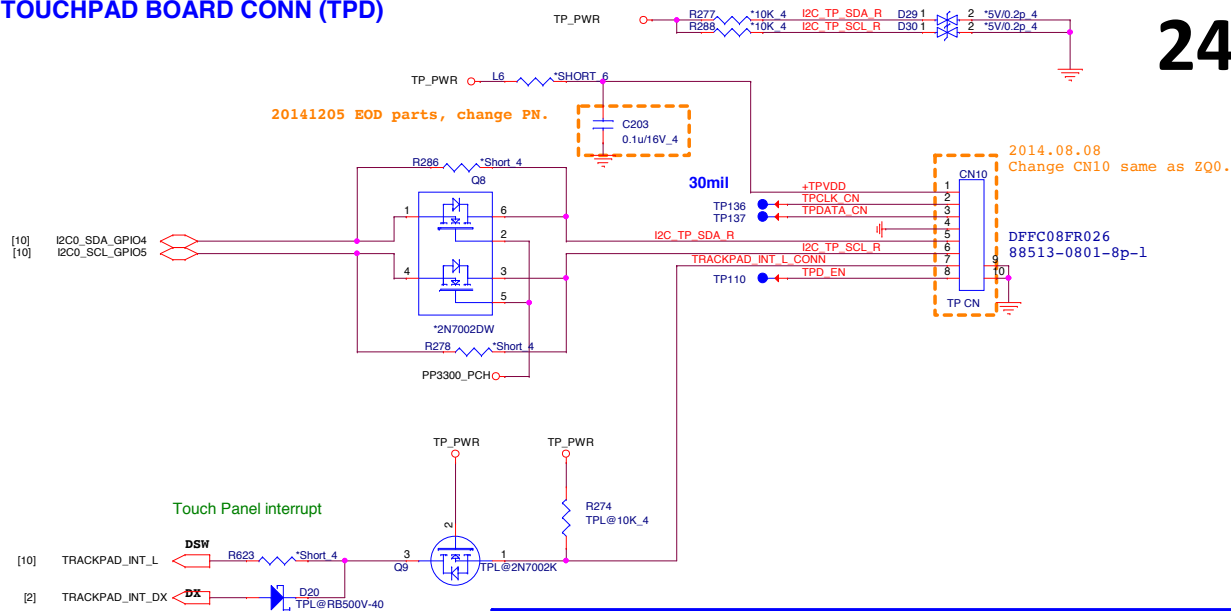 TOUCHPAD BOARD CONN (TPD)
24
TP_PWR
R277 *10K_4 I2C_TP_SDA_R D29 1 2 *5V/0.2p_4
R288 *10K_4 I2C_TP_SCL_R D30 1 2 *5V/0.2p_4
TP_PWR L6 *SHORT_6
20141205 EOD parts, change PN.
C203
0.1u/16V_4
2014.08.08
Change CN10 same as ZQ0.
R286 *Short_4
Q8
30mil
CN10
+TPVDD 1
TP136 TPCLK_CN 2
TP137 TPDATA_CN 3
4
1 6
2
[10] I2C0_SDA_GPIO4
I2C_TP_SDA_R 5
DFFC08FR026
[10] I2C0_SCL_GPIO5
I2C_TP_SCL_R 6
88513-0801-8p-l
TRACKPAD_INT_L_CONN 7 9
4 3
TP110 TPD_EN 8 10
5
TP CN
*2N7002DW
R278 *Short_4
PP3300_PCH
TP_PWR TP_PWR
Touch Panel interrupt
R274
TPL@10K_4
2
DSW
[10] TRACKPAD_INT_L R623 *Short_4 3 1
Q9 TPL@2N7002K
[2] TRACKPAD_INT_DX DX D20
TPL@RB500V-40